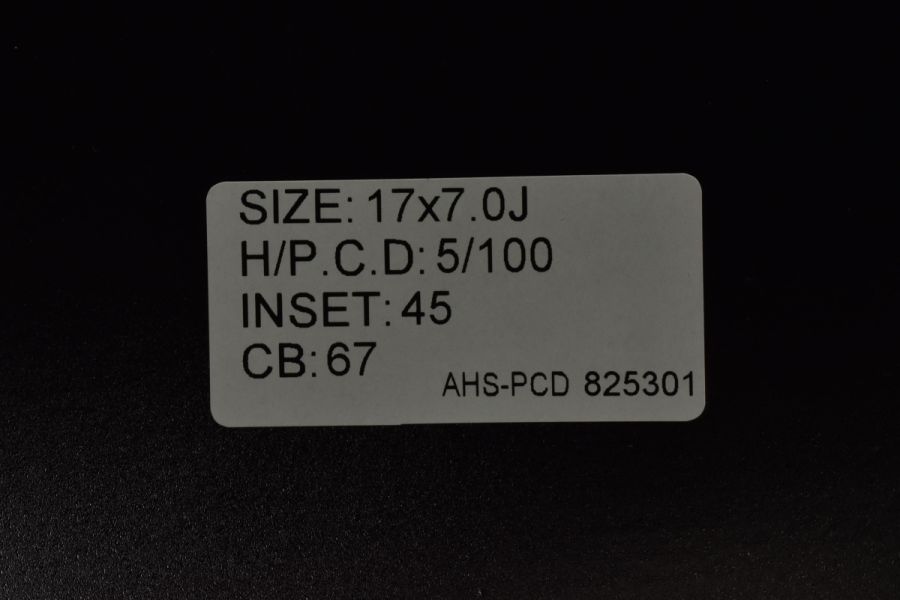 SIZE: 17x7.0J
H/P.C.D: 5/100
INSET: 45
CB: 67
AHS-PCD 825301